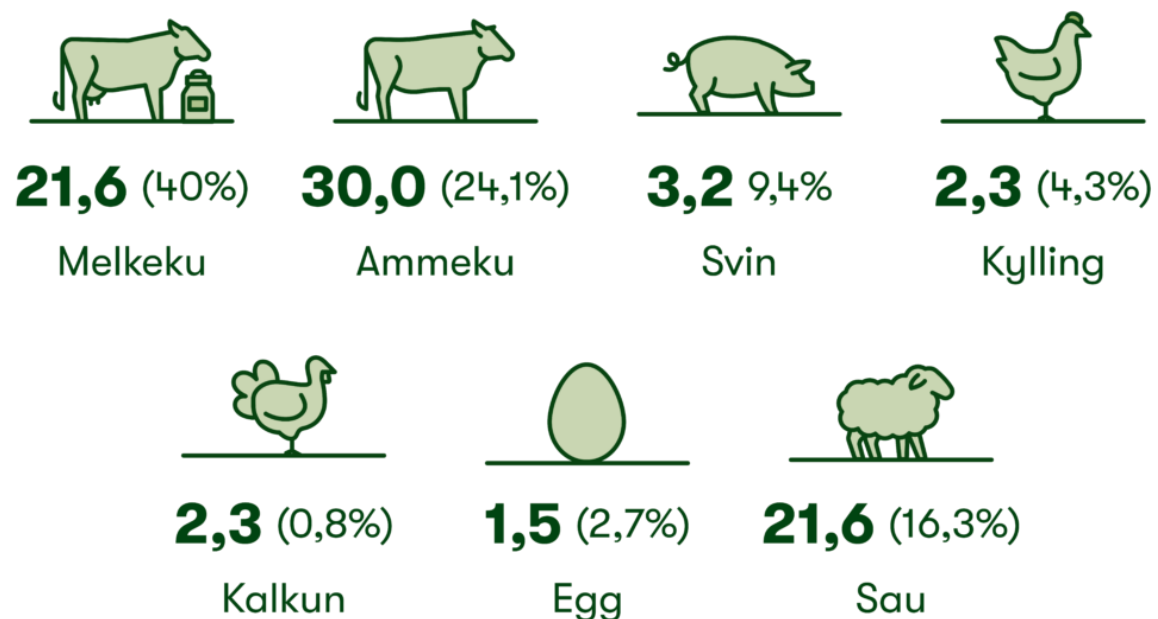 21,6 (40%) 30,0 (24,1%) 3,2 9,4% 2,3 (4,3%)
Melkeku Ammeku Svin Kylling
2,3 (0,8%) 1,5 (2,7%) 21,6 (16,3%)
Kalkun Egg Sau